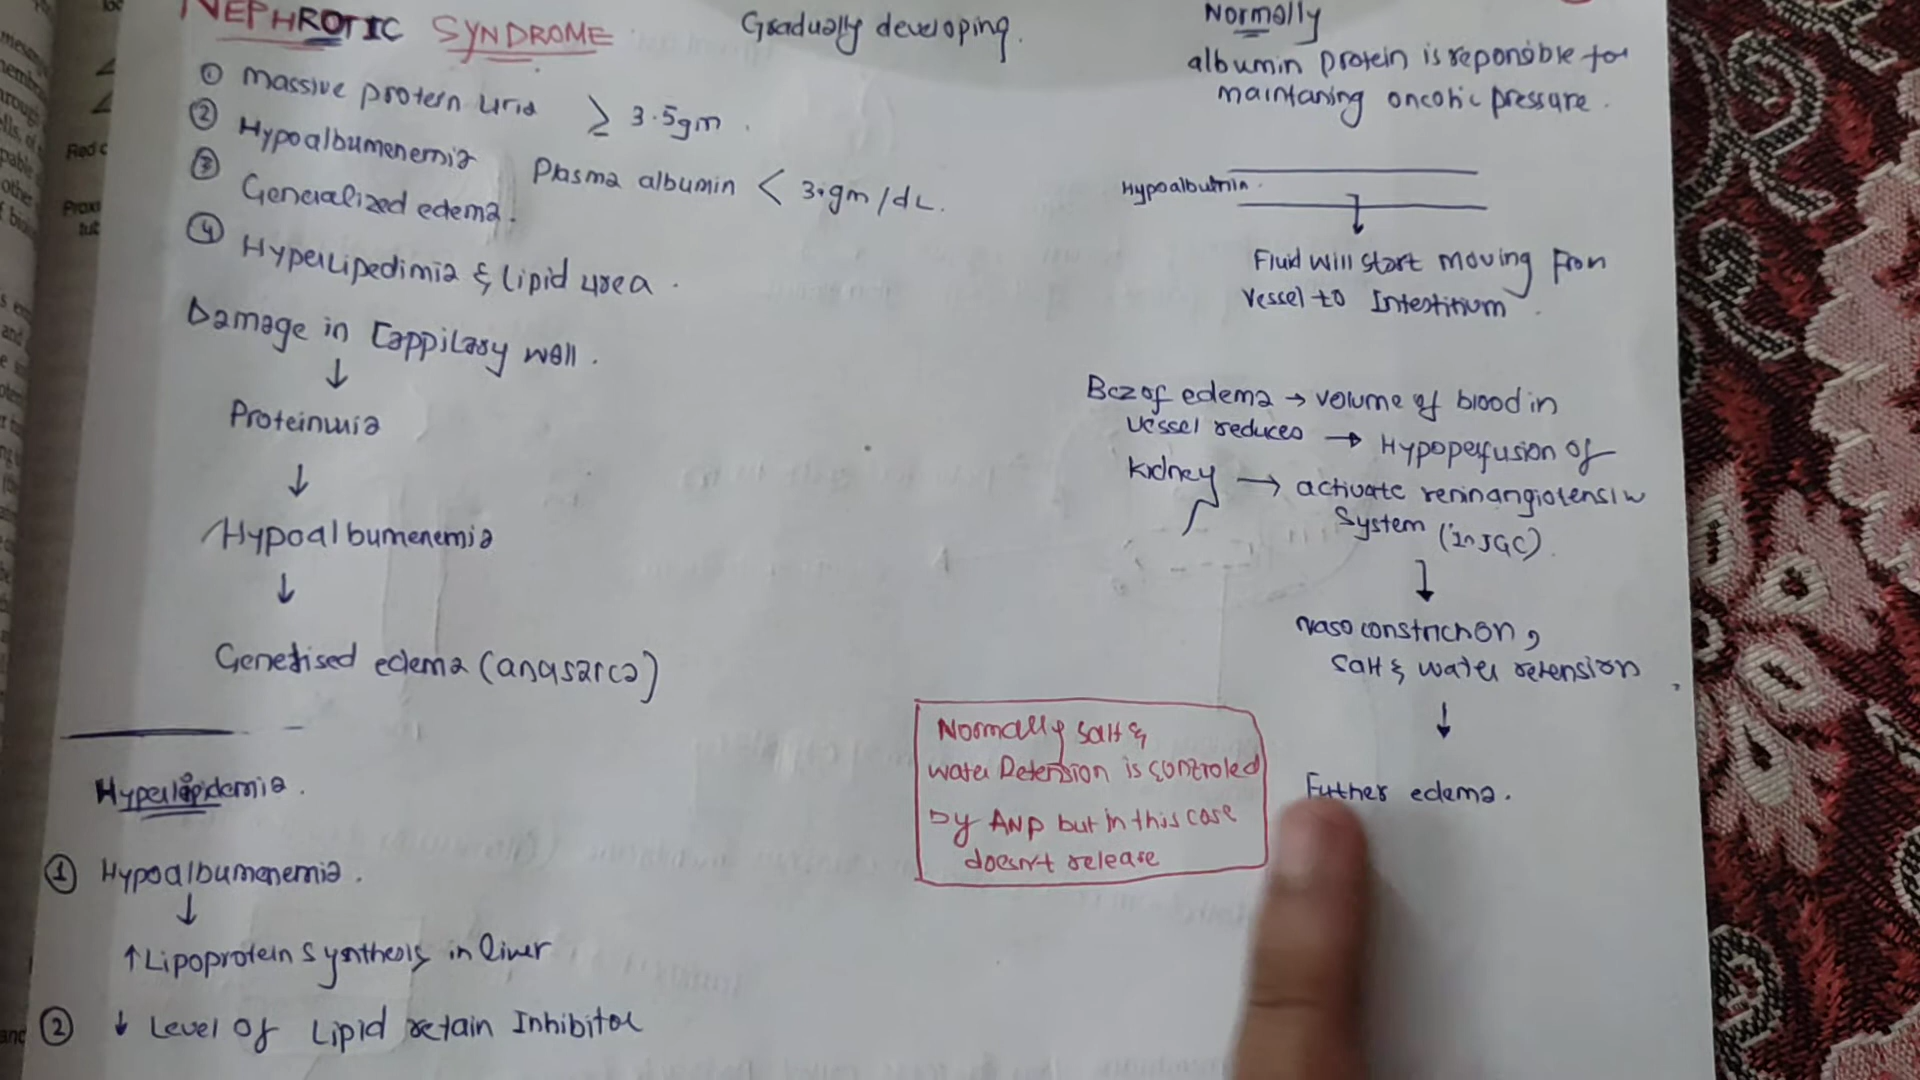 NEPHROTIC SYNDROME
Gradually developing.
① Massive protein uria ≥ 3.5gm.
② Hypoalbumenemia Plasma albumin < 3.gm/dL.
③ Generalized edema.
④ Hyperlipedimia & lipid urea.
Damage in Cappilary wall.
↓
Proteinuria
↓
Hypoalbumenemia
↓
Generised edema (anasarca)
Hyperlipidemia.
① Hypoalbumenemia.
↓
↑ Lipoprotein synthesis in liver
② ↓ Level of Lipid retain Inhibitor
Normally
albumin protein is reponsible for
maintaning oncotic pressure.
Hypoalbumin.
↓
Fluid will start moving from
vessel to Intestitium
Bcz of edema → volume of blood in
vessel reduces → Hypoperfusion of
kidney → activate reninangiotensin
System (In JGC).
↓
vasoconstriction,
salt & water retension
↓
Futher edema.
Normally salt &
water Retension is controled
by ANP but in this case
doesn't release
Red c